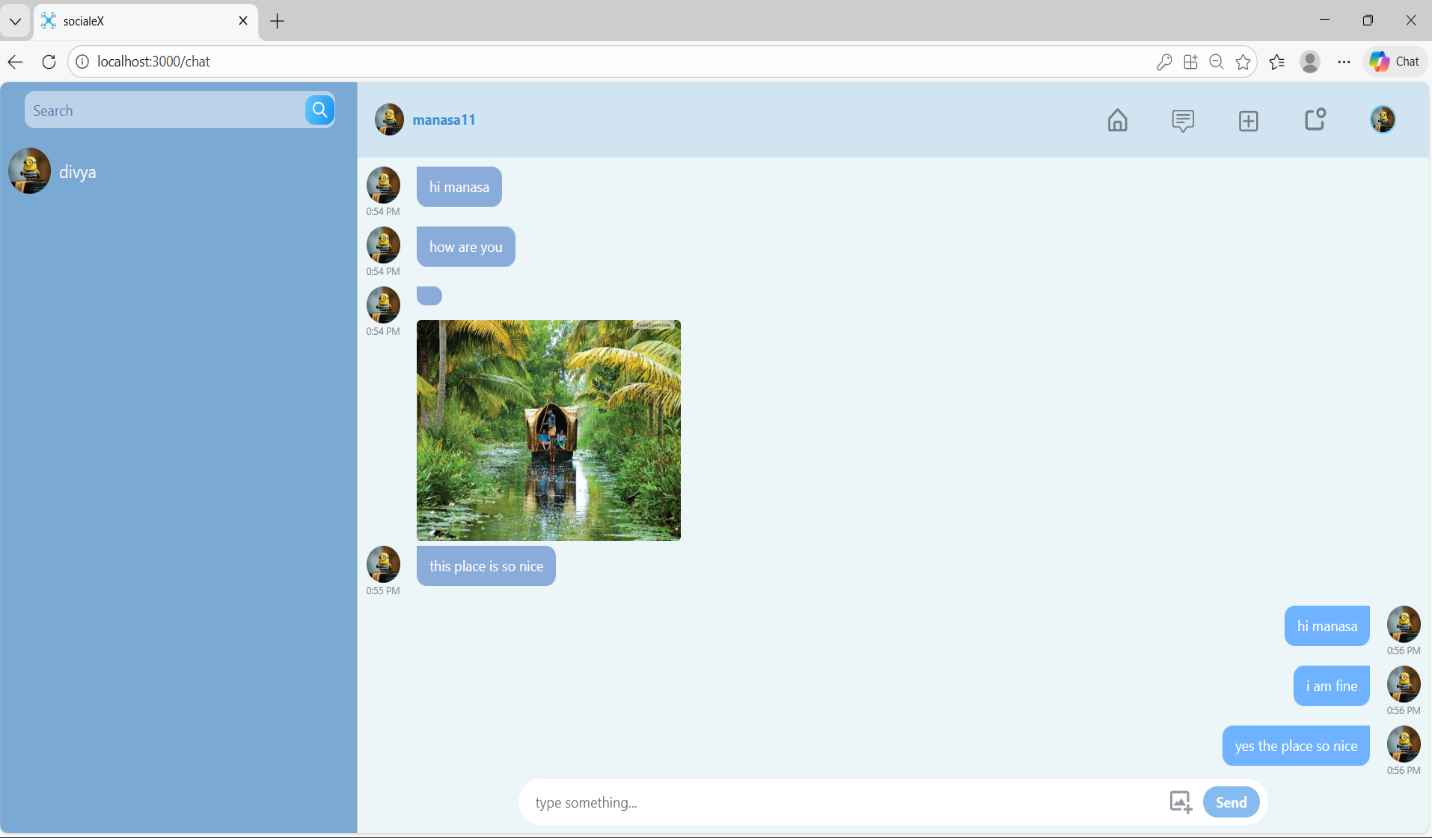 socialeX
localhost:3000/chat
Chat
Search
divya
manasa11
hi manasa
0:54 PM
how are you
0:54 PM
0:54 PM
this place is so nice
0:55 PM
hi manasa
0:56 PM
i am fine
0:56 PM
yes the place so nice
0:56 PM
type something...
Send